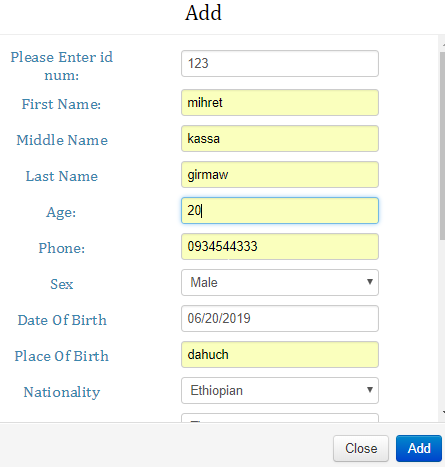 Add
Please Enter id
num:
123
First Name:
mihret
Middle Name
kassa
Last Name
girmaw
Age:
20
Phone:
0934544333
Sex
Male
Date Of Birth
06/20/2019
Place Of Birth
dahuch
Nationality
Ethiopian
Close
Add